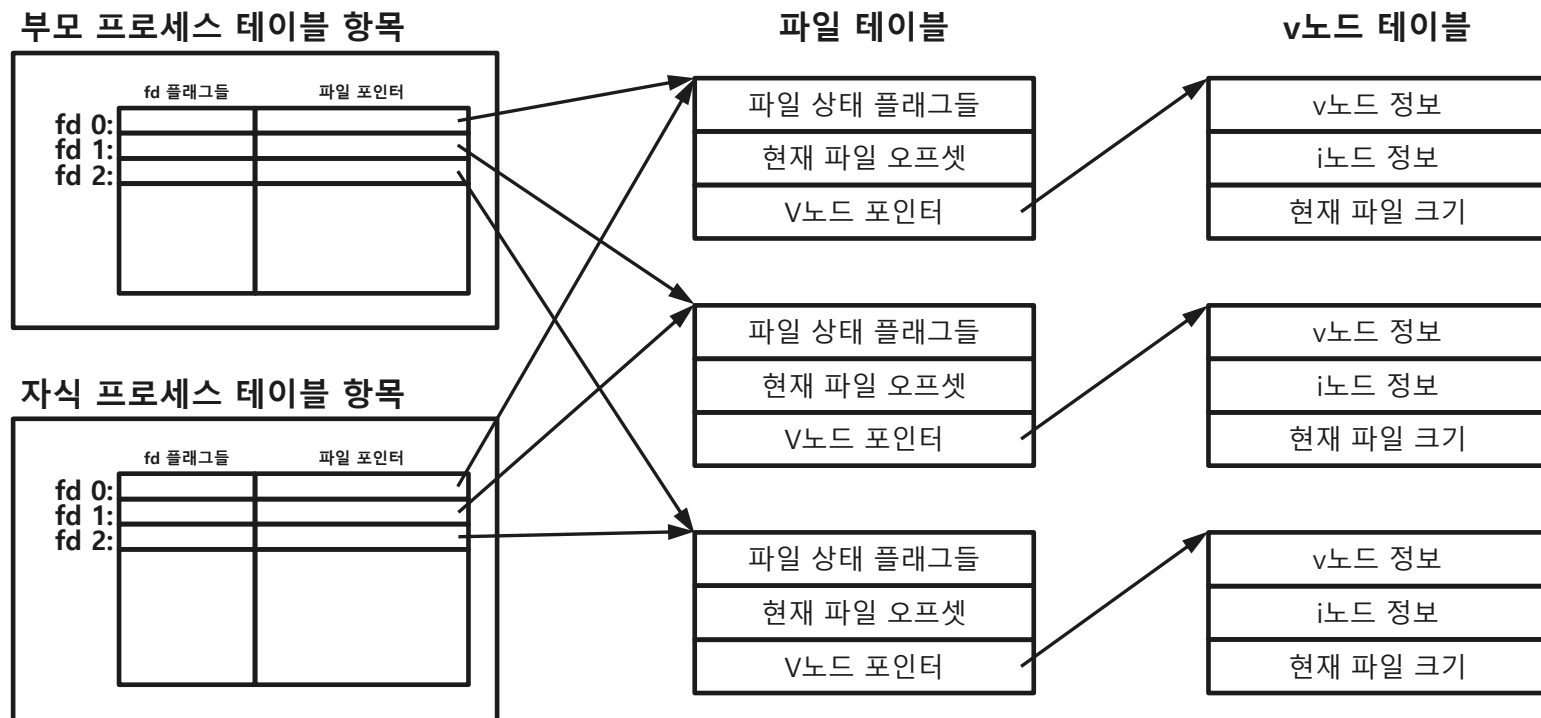 부모 프로세스 테이블 항목
fd 플래그들 파일 포인터
fd 0:
fd 1:
fd 2:
자식 프로세스 테이블 항목
fd 플래그들 파일 포인터
fd 0:
fd 1:
fd 2:
파일 테이블
파일 상태 플래그들
현재 파일 오프셋
V노드 포인터
파일 상태 플래그들
현재 파일 오프셋
V노드 포인터
파일 상태 플래그들
현재 파일 오프셋
V노드 포인터
v노드 테이블
v노드 정보
i노드 정보
현재 파일 크기
v노드 정보
i노드 정보
현재 파일 크기
v노드 정보
i노드 정보
현재 파일 크기